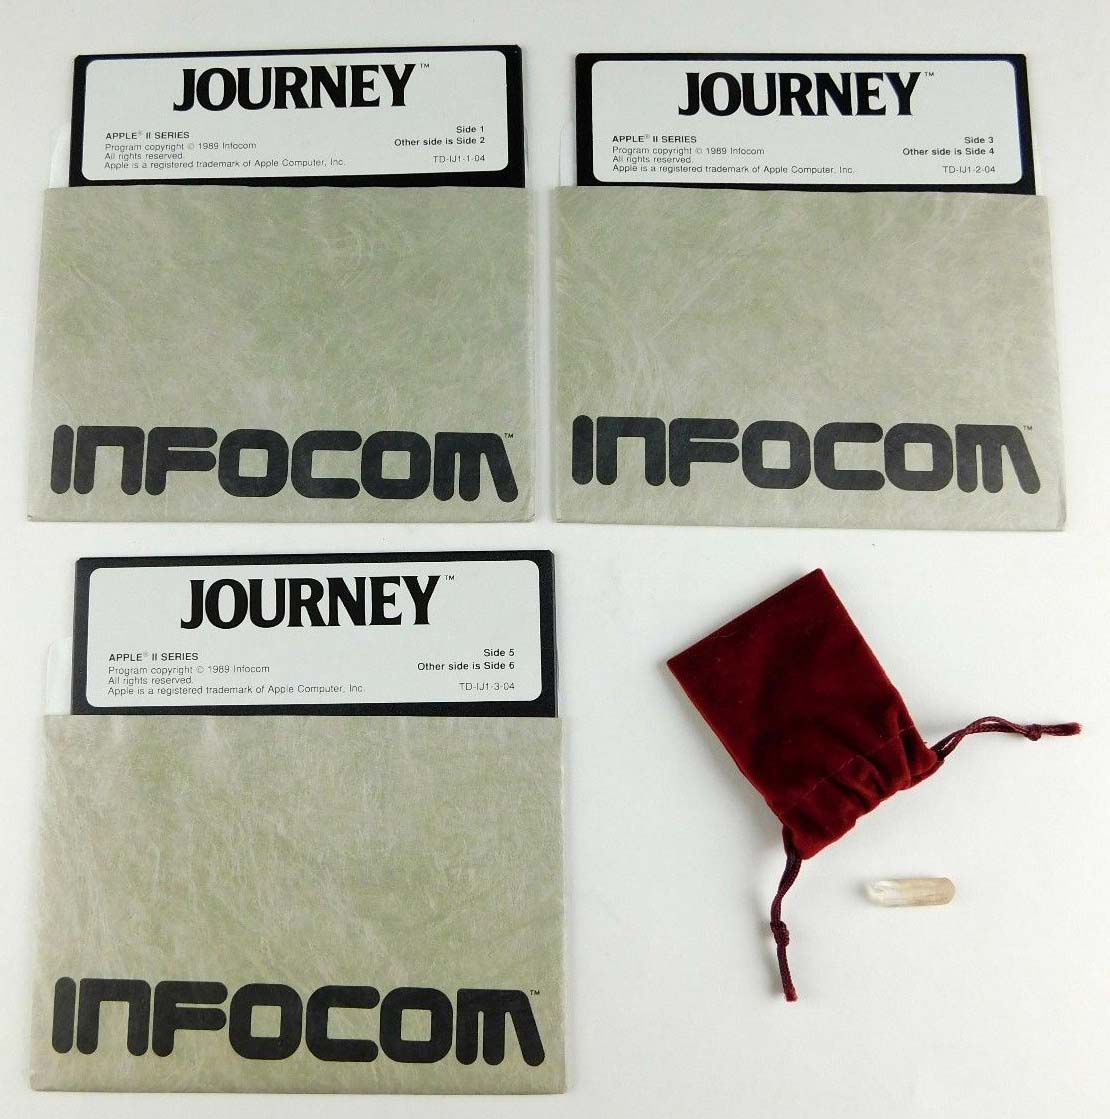 JOURNEY™
APPLE® II SERIES
Program copyright © 1989 Infocom
All rights reserved.
Apple is a registered trademark of Apple Computer, Inc.
Side 1
Other side is Side 2
TD-IJ1-1-04
INFOCOM™
JOURNEY™
APPLE® II SERIES
Program copyright © 1989 Infocom
All rights reserved.
Apple is a registered trademark of Apple Computer, Inc.
Side 3
Other side is Side 4
TD-IJ1-2-04
INFOCOM™
JOURNEY™
APPLE® II SERIES
Program copyright © 1989 Infocom
All rights reserved.
Apple is a registered trademark of Apple Computer, Inc.
Side 5
Other side is Side 6
TD-IJ1-3-04
INFOCOM™